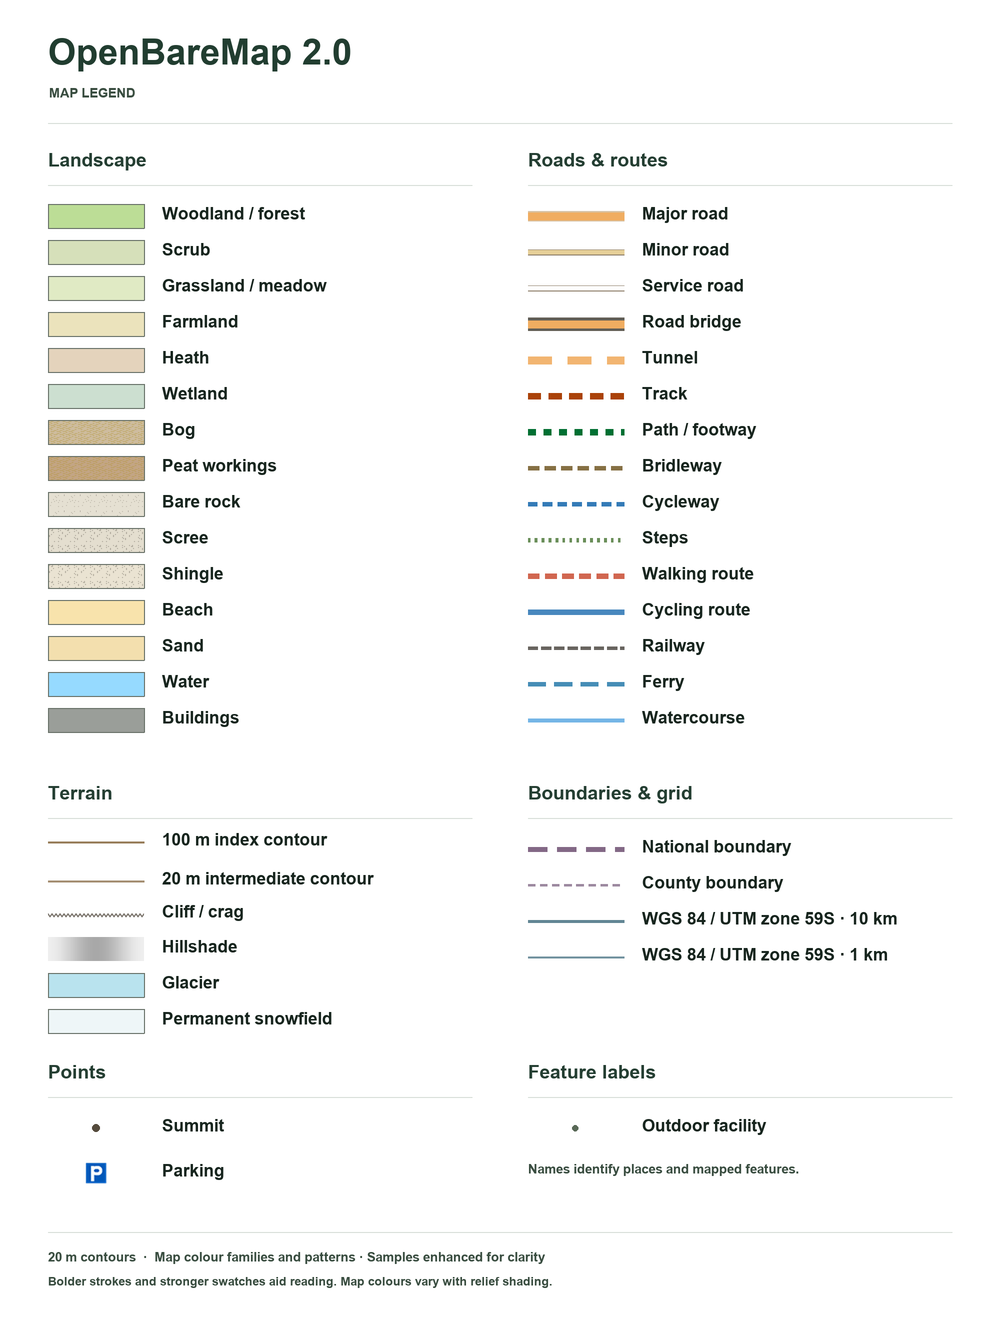 OpenBareMap 2.0
MAP LEGEND
Landscape
Woodland / forest
Scrub
Grassland / meadow
Farmland
Heath
Wetland
Bog
Peat workings
Bare rock
Scree
Shingle
Beach
Sand
Water
Buildings
Roads & routes
Major road
Minor road
Service road
Road bridge
Tunnel
Track
Path / footway
Bridleway
Cycleway
Steps
Walking route
Cycling route
Railway
Ferry
Watercourse
Terrain
100 m index contour
20 m intermediate contour
Cliff / crag
Hillshade
Glacier
Permanent snowfield
Boundaries & grid
National boundary
County boundary
WGS 84 / UTM zone 59S · 10 km
WGS 84 / UTM zone 59S · 1 km
Points
Summit
P
Parking
Feature labels
Outdoor facility
Names identify places and mapped features.
20 m contours · Map colour families and patterns · Samples enhanced for clarity
Bolder strokes and stronger swatches aid reading. Map colours vary with relief shading.